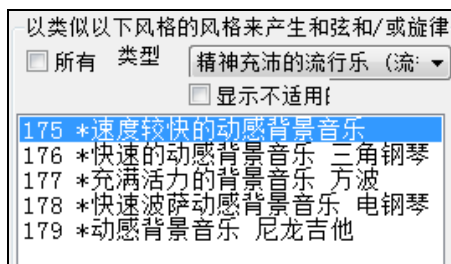 以类似以下风格的风格来产生和弦和/或旋律
所有 类型 精神充沛的流行乐 (流
显示不适用
175 *速度较快的动感背景音乐
176 *快速的动感背景音乐 三角钢琴
177 *充满活力的背景音乐 方波
178 *快速波萨动感背景音乐 电钢琴
179 *动感背景音乐 尼龙吉他